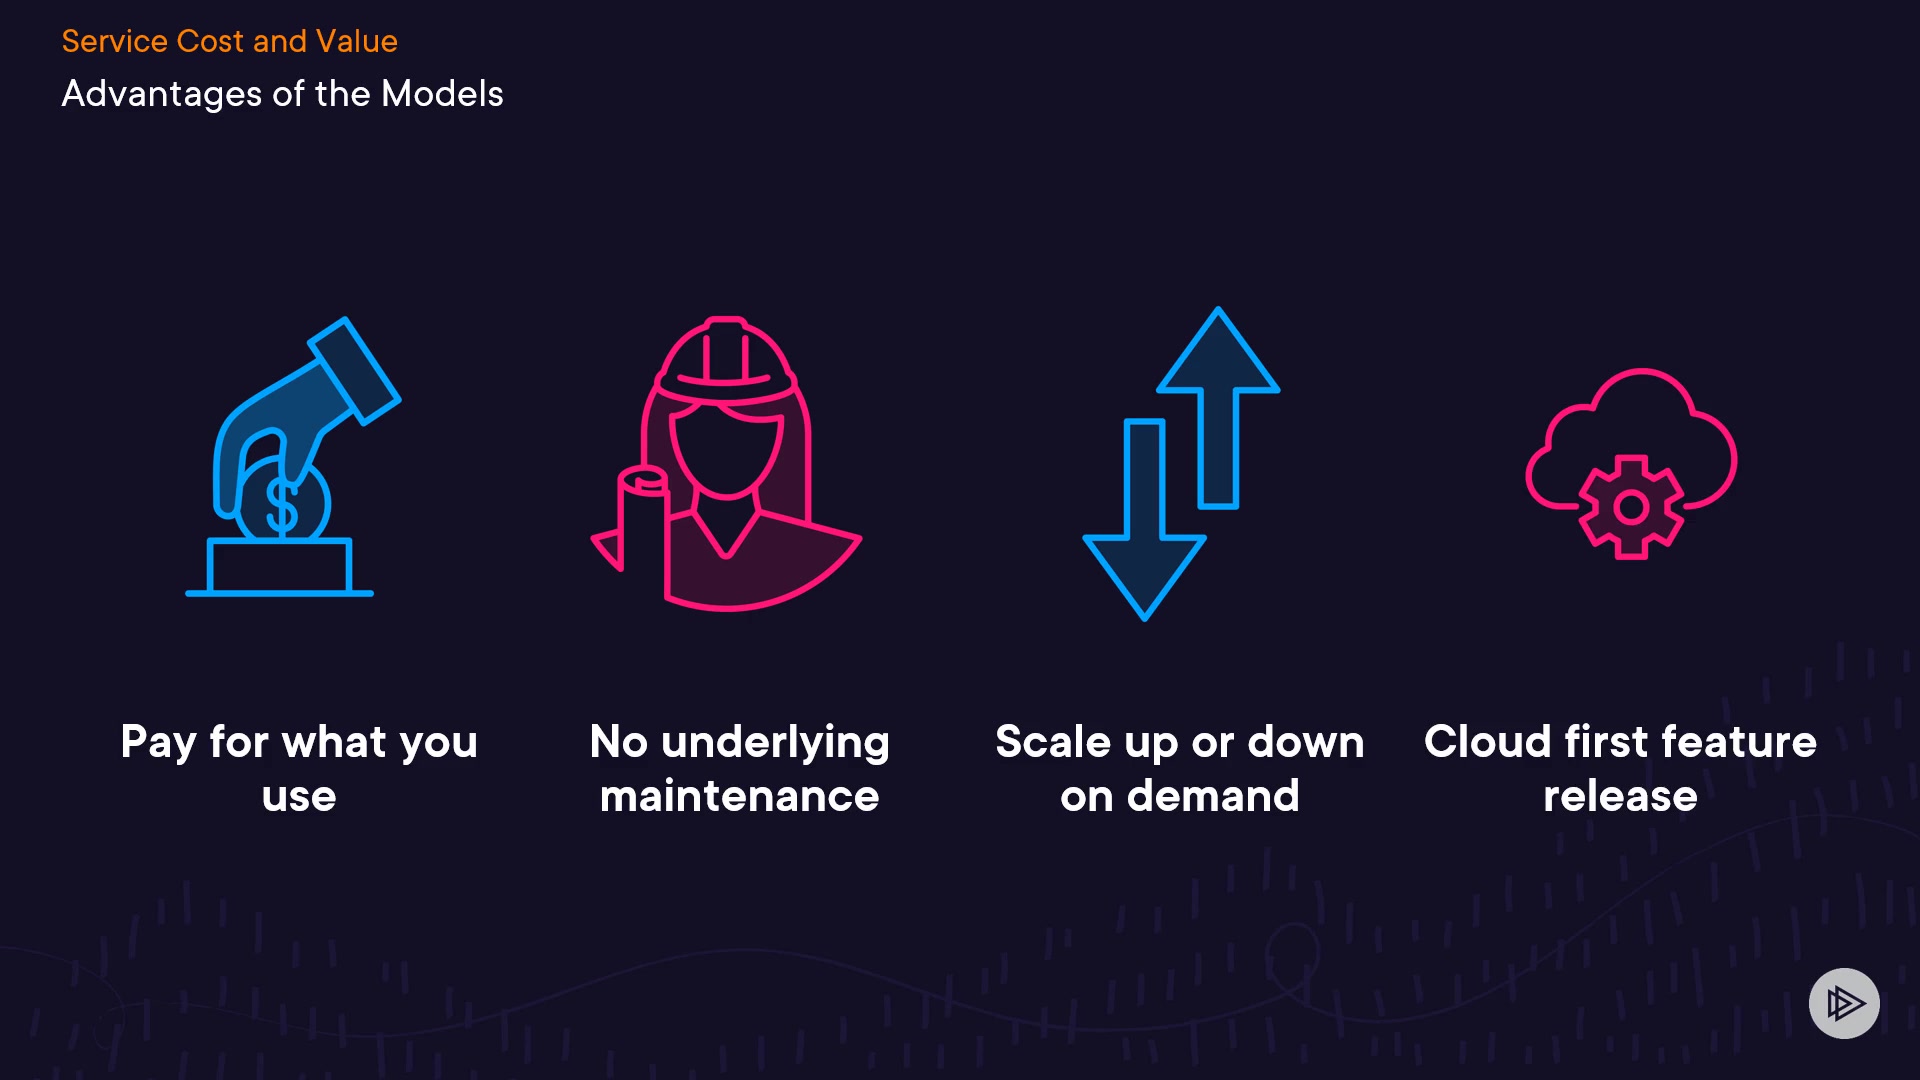 Service Cost and Value
Advantages of the Models
$
Pay for what you
use
No underlying
maintenance
Scale up or down
on demand
Cloud first feature
release